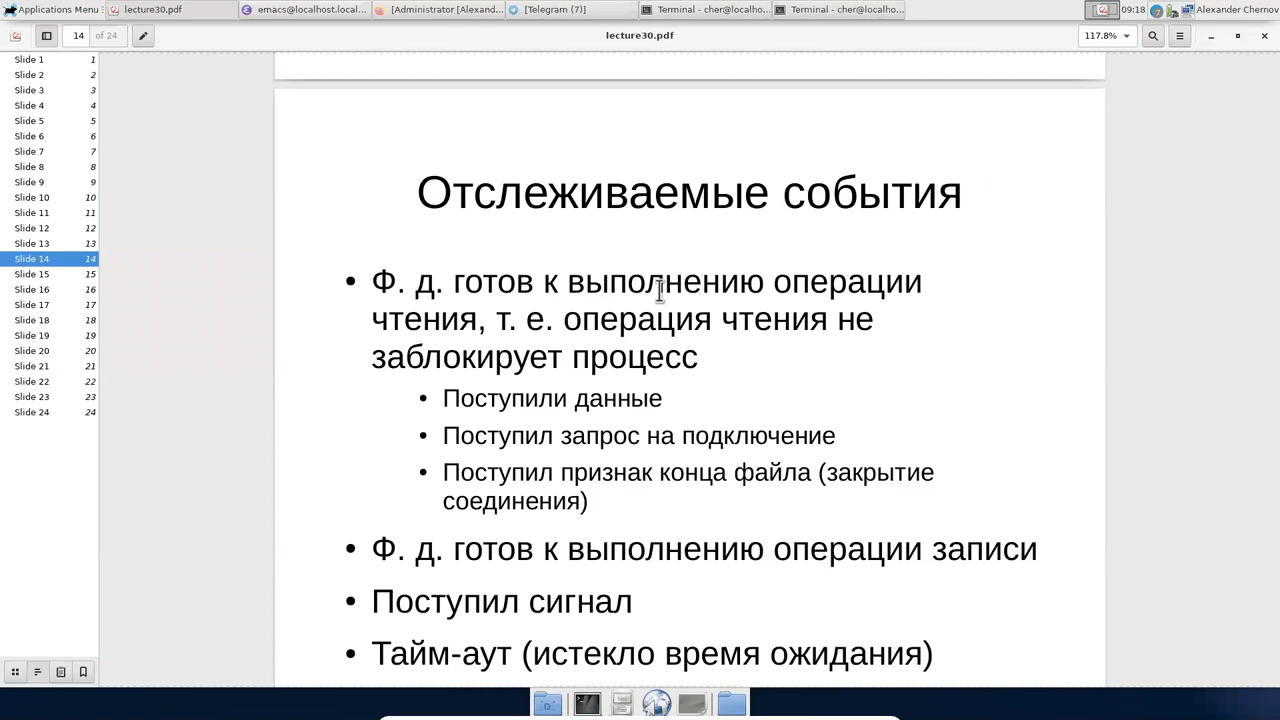 Applications Menu
lecture30.pdf
emacs@localhost.local...
[Administrator [Alexand...
[Telegram (7)]
Terminal - cher@localho...
Terminal - cher@localho...
09:18
Alexander Chernov
14 of 24
lecture30.pdf
117.8%
Slide 1 1
Slide 2 2
Slide 3 3
Slide 4 4
Slide 5 5
Slide 6 6
Slide 7 7
Slide 8 8
Slide 9 9
Slide 10 10
Slide 11 11
Slide 12 12
Slide 13 13
Slide 14 14
Slide 15 15
Slide 16 16
Slide 17 17
Slide 18 18
Slide 19 19
Slide 20 20
Slide 21 21
Slide 22 22
Slide 23 23
Slide 24 24
Отслеживаемые события
• Ф. д. готов к выполнению операции
чтения, т. е. операция чтения не
заблокирует процесс
• Поступили данные
• Поступил запрос на подключение
• Поступил признак конца файла (закрытие
соединения)
• Ф. д. готов к выполнению операции записи
• Поступил сигнал
• Тайм-аут (истекло время ожидания)